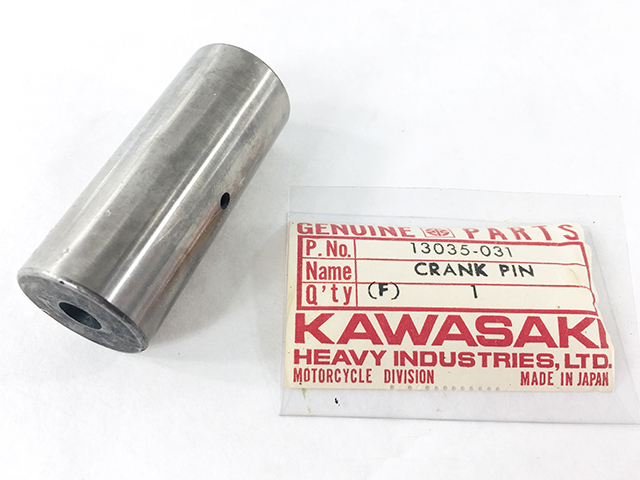 GENUINE PARTS
P. No. 13035-031
Name CRANK PIN
Q'ty (F) 1
KAWASAKI
HEAVY INDUSTRIES, LTD.
MOTORCYCLE DIVISION MADE IN JAPAN